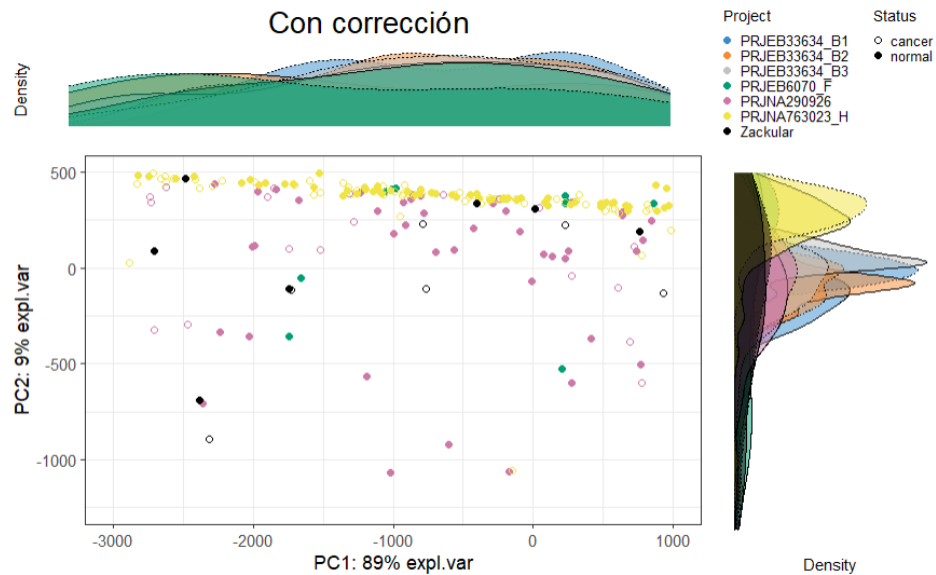 Con corrección
Density
Project
PRJEB33634_B1
PRJEB33634_B2
PRJEB33634_B3
PRJEB6070_F
PRJNA290926
PRJNA763023_H
Zackular
Status
cancer
normal
500
0
-500
-1000
PC2: 9% expl.var
-3000 -2000 -1000 0 1000
PC1: 89% expl.var
Density